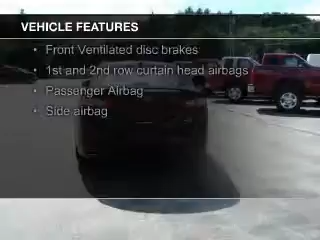 VEHICLE FEATURES
• Front Ventilated disc brakes
• 1st and 2nd row curtain head airbags
• Passenger Airbag
• Side airbag